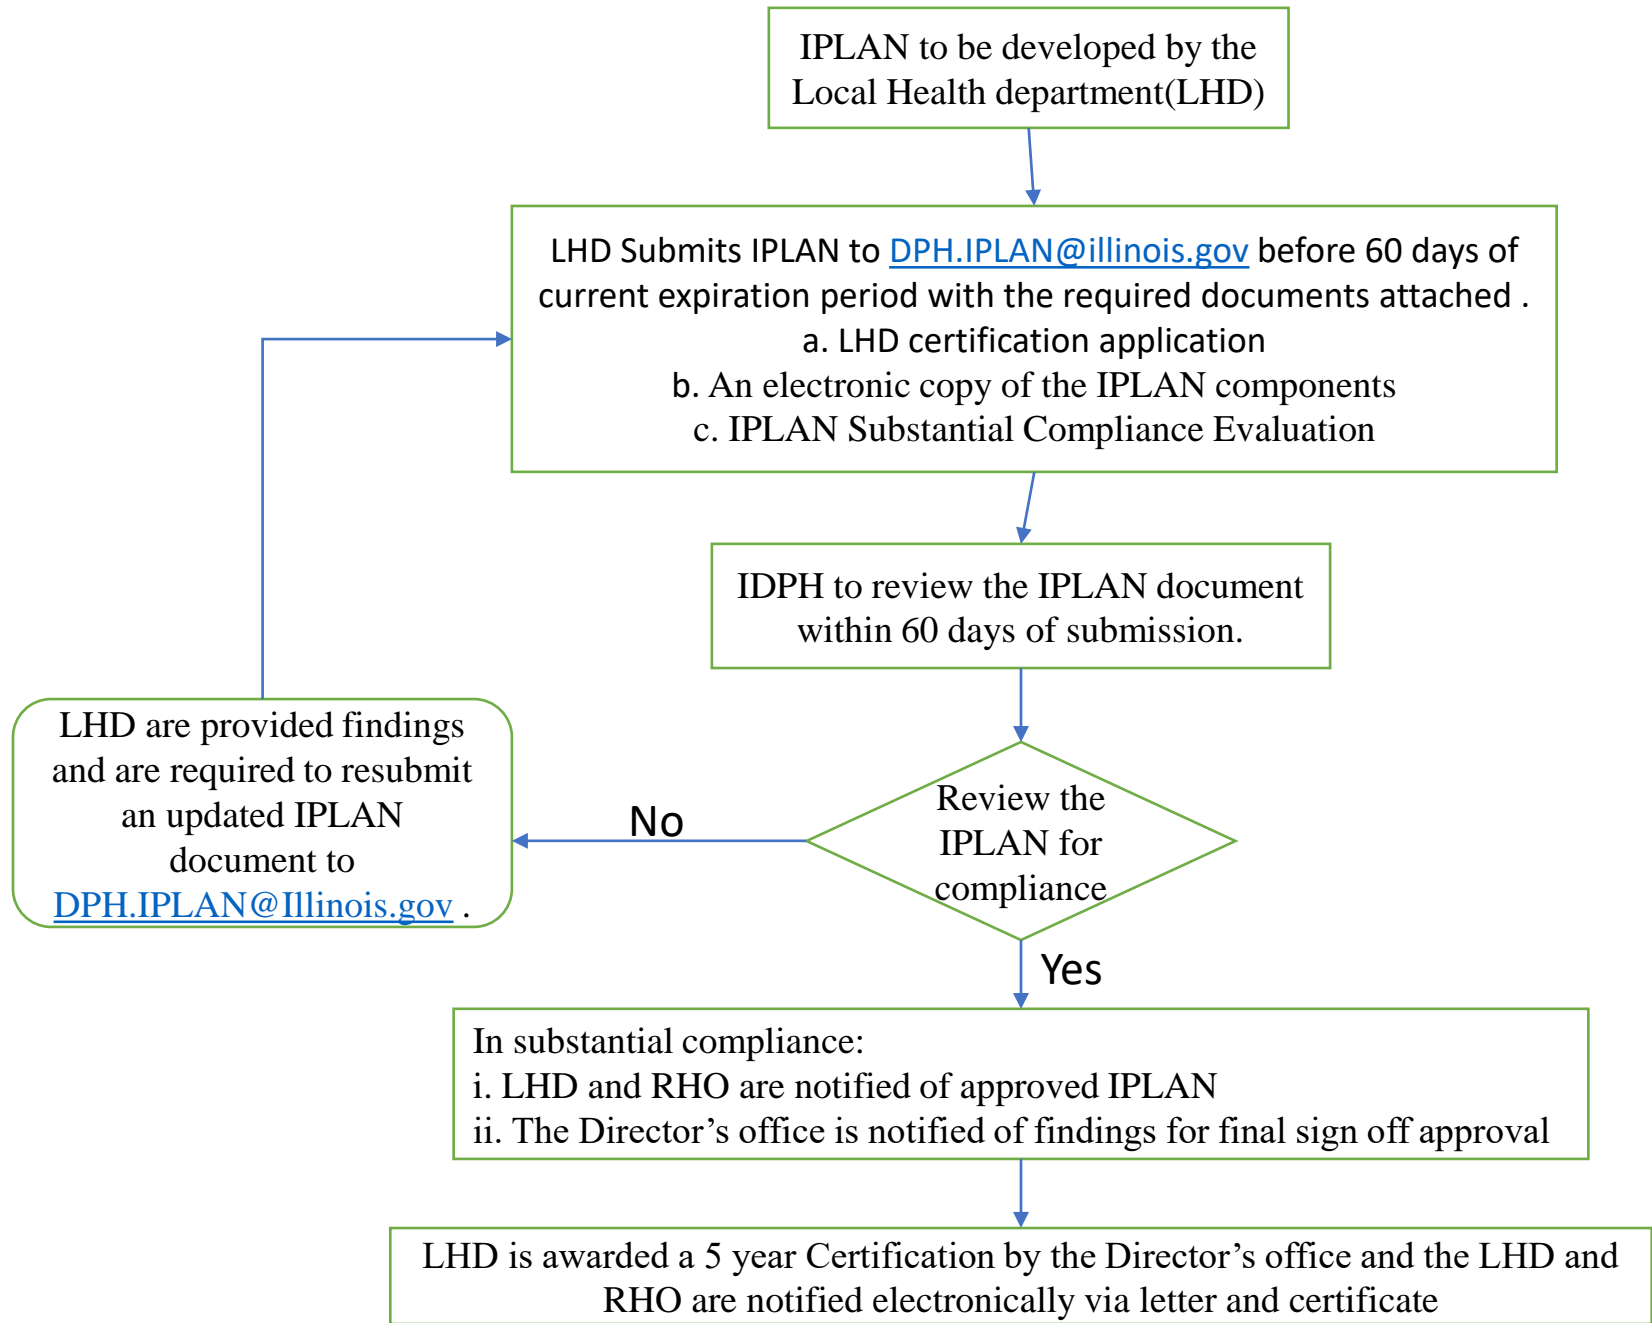 IPLAN to be developed by the
Local Health department(LHD)
LHD Submits IPLAN to DPH.IPLAN@illinois.gov before 60 days of
current expiration period with the required documents attached .
a. LHD certification application
b. An electronic copy of the IPLAN components
c. IPLAN Substantial Compliance Evaluation
IDPH to review the IPLAN document
within 60 days of submission.
Review the
IPLAN for
compliance
No
LHD are provided findings
and are required to resubmit
an updated IPLAN
document to
DPH.IPLAN@Illinois.gov .
Yes
In substantial compliance:
i. LHD and RHO are notified of approved IPLAN
ii. The Director’s office is notified of findings for final sign off approval
LHD is awarded a 5 year Certification by the Director’s office and the LHD and
RHO are notified electronically via letter and certificate